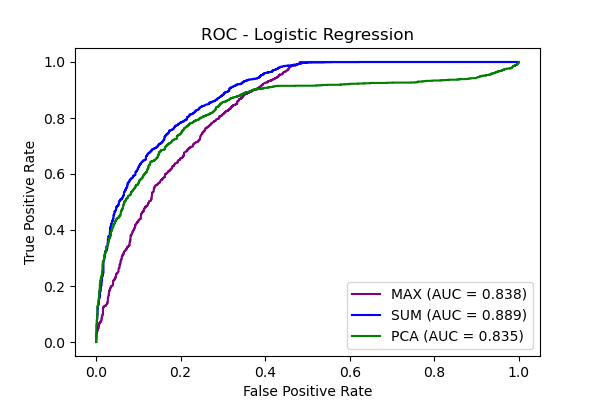 ROC - Logistic Regression
True Positive Rate
1.0
0.8
0.6
0.4
0.2
0.0
MAX (AUC = 0.838)
SUM (AUC = 0.889)
PCA (AUC = 0.835)
0.0 0.2 0.4 0.6 0.8 1.0
False Positive Rate